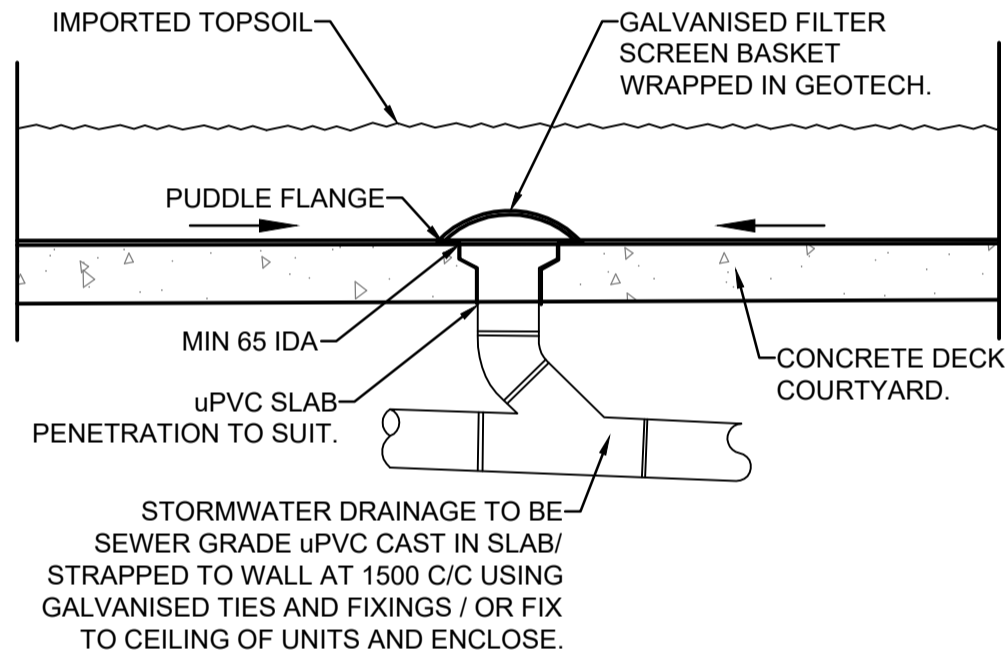 IMPORTED TOPSOIL
GALVANISED FILTER
SCREEN BASKET
WRAPPED IN GEOTECH.
PUDDLE FLANGE
MIN 65 IDA
CONCRETE DECK
COURTYARD.
uPVC SLAB
PENETRATION TO SUIT.
STORMWATER DRAINAGE TO BE
SEWER GRADE uPVC CAST IN SLAB/
STRAPPED TO WALL AT 1500 C/C USING
GALVANISED TIES AND FIXINGS / OR FIX
TO CEILING OF UNITS AND ENCLOSE.